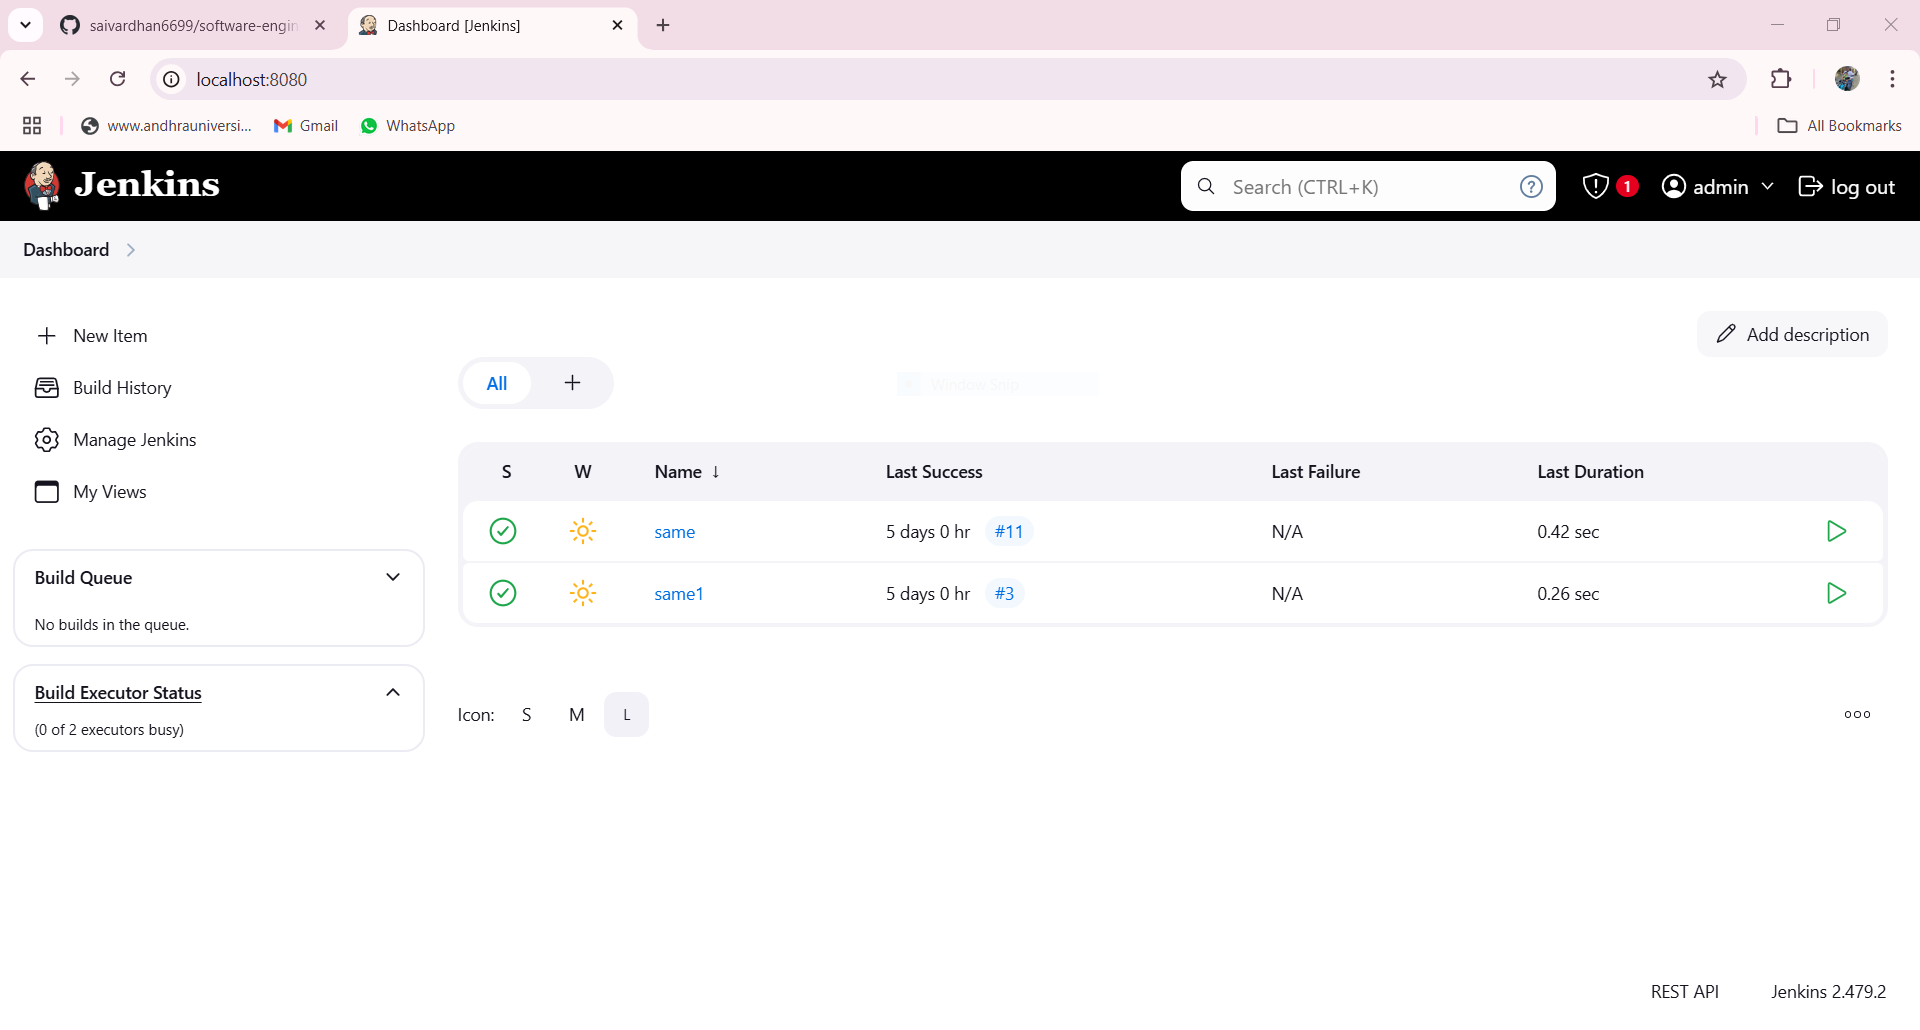 saivardhan6699/software-engin
Dashboard [Jenkins]
localhost:8080
www.andhrauniversi...
Gmail
WhatsApp
All Bookmarks
Jenkins
Search (CTRL+K)
?
1
admin
log out
Dashboard
New Item
Build History
Manage Jenkins
My Views
Add description
All
+
Window Snip
S W Name ↓ Last Success Last Failure Last Duration
same 5 days 0 hr #11 N/A 0.42 sec
same1 5 days 0 hr #3 N/A 0.26 sec
Build Queue
No builds in the queue.
Build Executor Status
(0 of 2 executors busy)
Icon: S M L
REST API
Jenkins 2.479.2